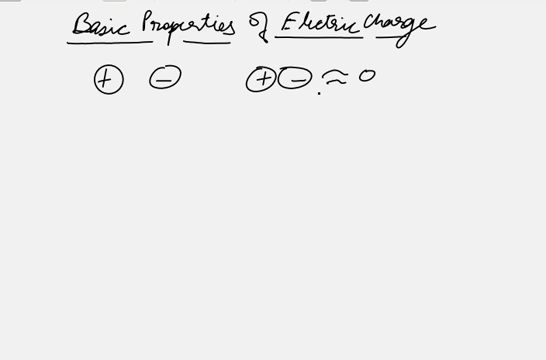 Basic Properties of Electric Charge
⊕ ⊖ ⊕⊖ ≈ 0